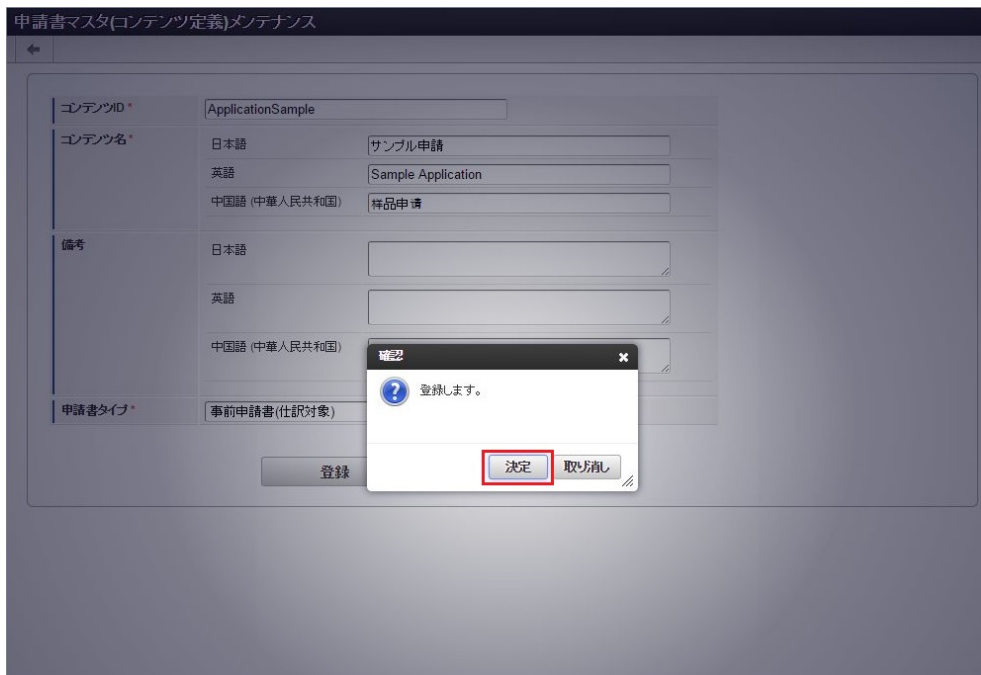 申請書マスタ(コンテンツ定義)メンテナンス
コンテンツID*
ApplicationSample
コンテンツ名*
日本語
サンプル申請
英語
Sample Application
中国語 (中華人民共和国)
样品申请
備考
日本語
英語
中国語 (中華人民共和国)
確認
登録します。
申請書タイプ*
事前申請書(仕訳対象)
登録
決定
取り消し